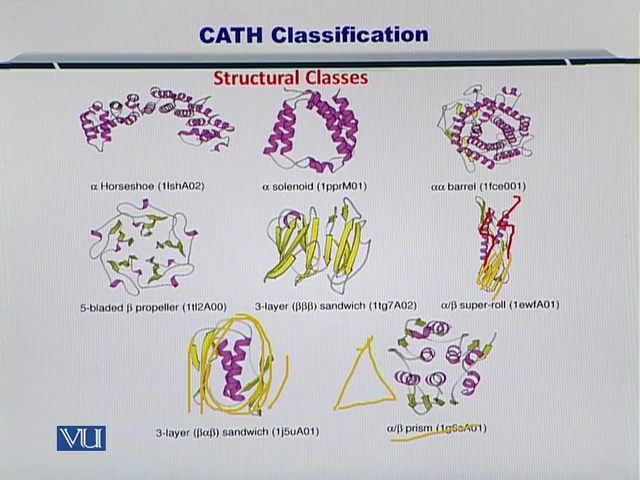 CATH Classification
Structural Classes
α Horseshoe (1lshA02)
α solenoid (1pprM01)
αα barrel (1fce001)
5-bladed β propeller (1tl2A00)
3-layer (βββ) sandwich (1tg7A02)
α/β super-roll (1ewfA01)
3-layer (βαβ) sandwich (1j5uA01)
α/β prism
VU